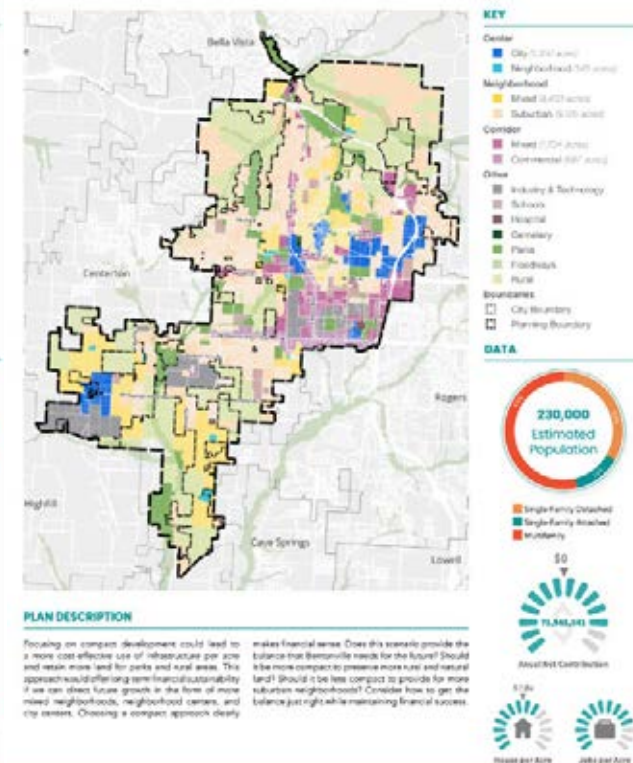 Bella Vista
Centerton
Rogers
Highfill
Cave Springs
Lowell
KEY
Center
City
Neighborhood
Neighborhood
Mixed
Suburban
Corridor
Mixed
Commercial
Other
Industry & Technology
Schools
Hospital
Cemetery
Parks
Floodways
Rural
Boundaries
City Boundary
Planning Boundary
DATA
230,000
Estimated
Population
Single-Family Detached
Single-Family Attached
Multifamily
$0
Annual Net Contribution
House per Acre
Jobs per Acre
PLAN DESCRIPTION
Focusing on compact development could lead to
a more cost-effective use of infrastructure per acre
and retain more land for parks and rural areas. This
approach would offer long-term financial sustainability
if we can direct future growth in the form of more
mixed neighborhoods, neighborhood centers, and
city centers. Choosing a compact approach clearly
makes financial sense. Does this scenario provide the
balance that Bentonville needs for the future? Should
it be more compact to preserve more rural and natural
land? Should it be less compact to provide for more
suburban neighborhoods? Consider how to get the
balance just right while maintaining financial success.